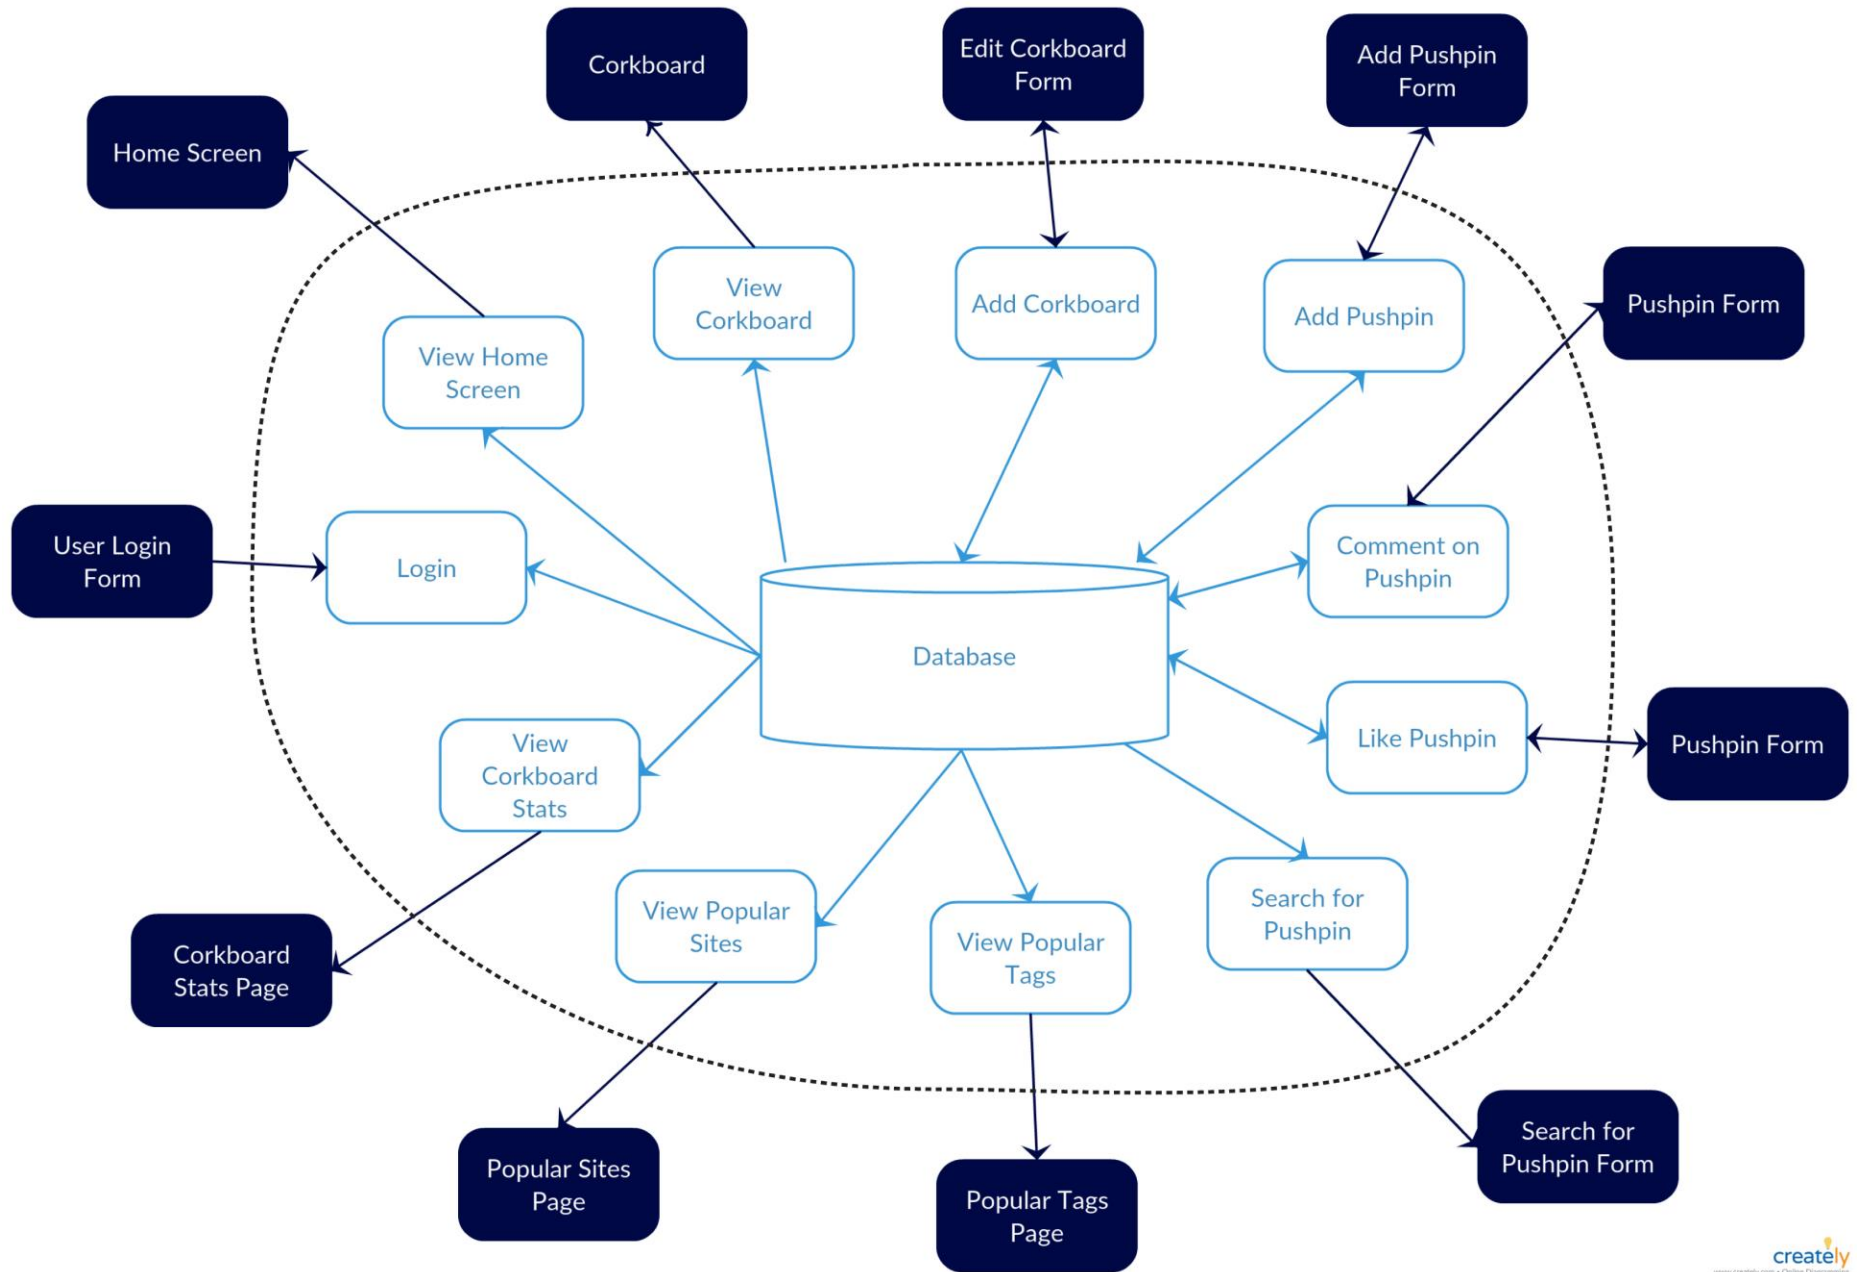 Corkboard
Edit Corkboard
Form
Add Pushpin
Form
Home Screen
View
Corkboard
Add Corkboard
Add Pushpin
Pushpin Form
View Home
Screen
User Login
Form
Login
Comment on
Pushpin
Database
View
Corkboard
Stats
Like Pushpin
Pushpin Form
View Popular
Sites
View Popular
Tags
Search for
Pushpin
Corkboard
Stats Page
Popular Sites
Page
Popular Tags
Page
Search for
Pushpin Form
creately